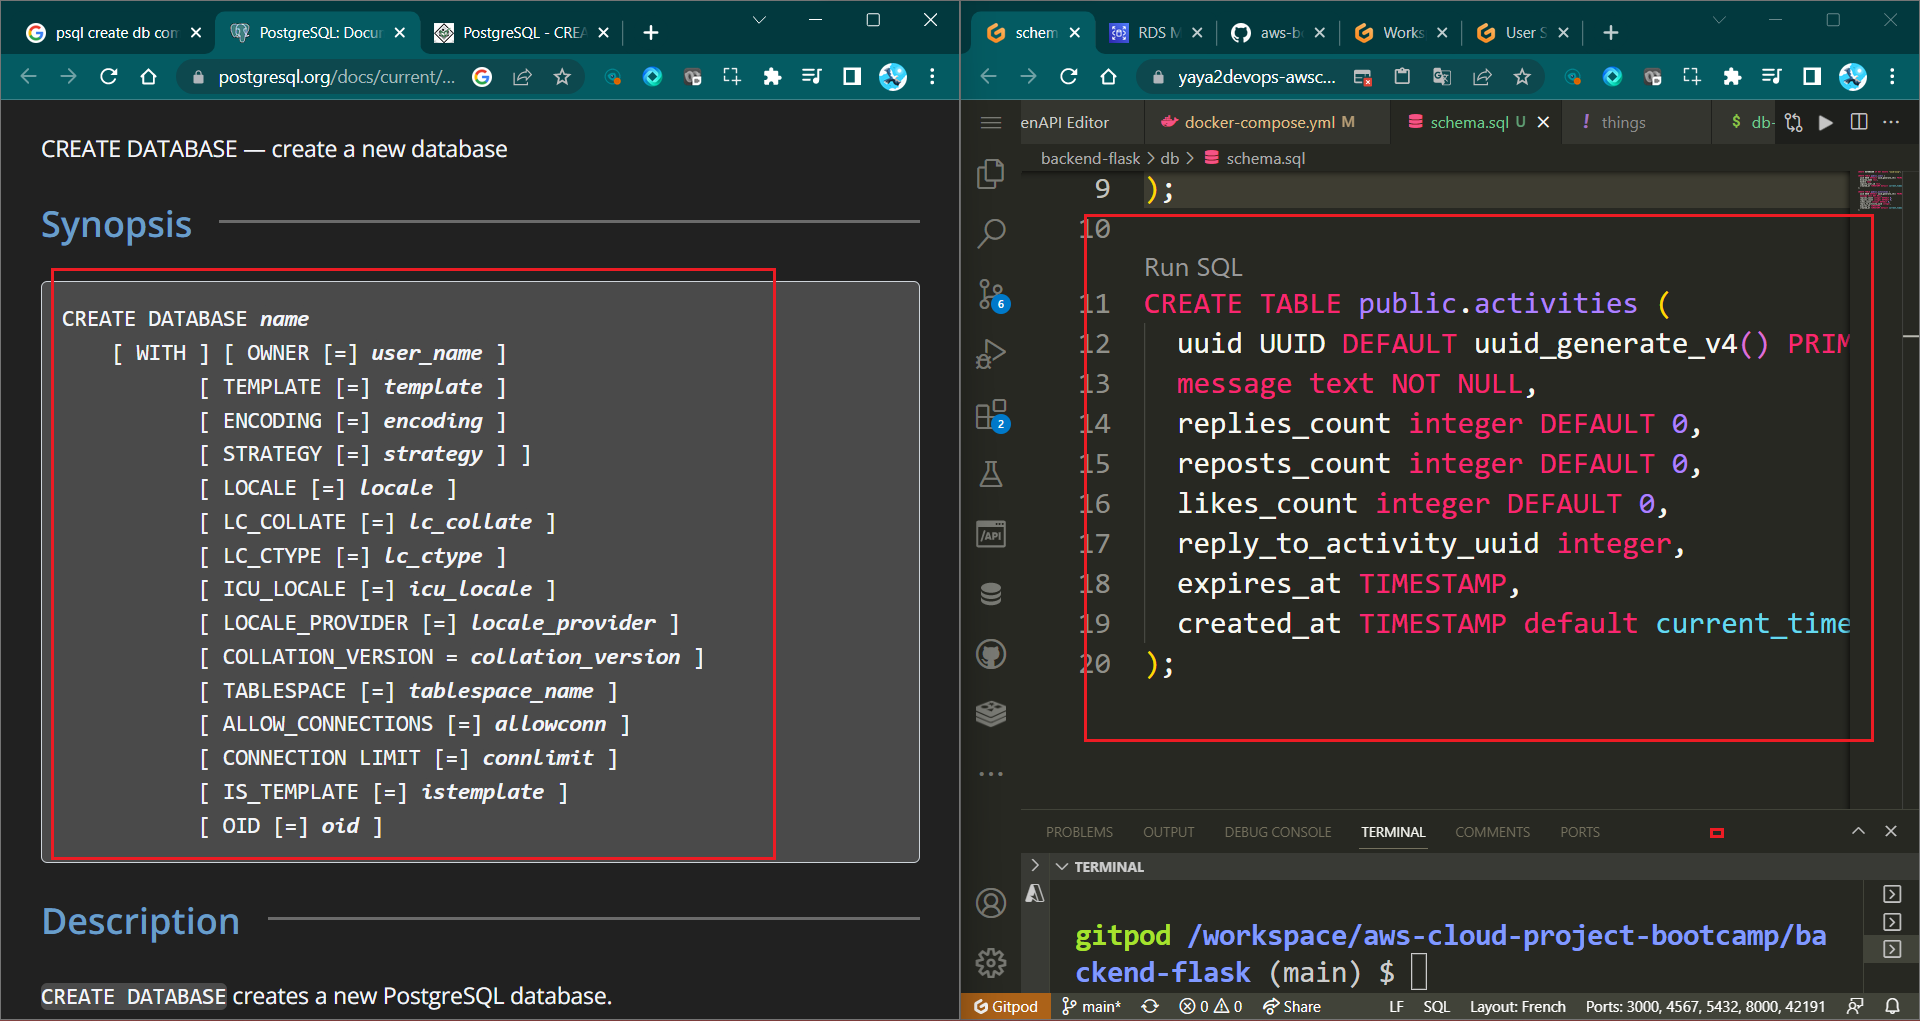 psql create db com
PostgreSQL: Docum
PostgreSQL - CREA
postgresql.org/docs/current/...
CREATE DATABASE — create a new database
Synopsis
CREATE DATABASE name
[ WITH ] [ OWNER [=] user_name ]
[ TEMPLATE [=] template ]
[ ENCODING [=] encoding ]
[ STRATEGY [=] strategy ] ]
[ LOCALE [=] locale ]
[ LC_COLLATE [=] lc_collate ]
[ LC_CTYPE [=] lc_ctype ]
[ ICU_LOCALE [=] icu_locale ]
[ LOCALE_PROVIDER [=] locale_provider ]
[ COLLATION_VERSION = collation_version ]
[ TABLESPACE [=] tablespace_name ]
[ ALLOW_CONNECTIONS [=] allowconn ]
[ CONNECTION LIMIT [=] connlimit ]
[ IS_TEMPLATE [=] istemplate ]
[ OID [=] oid ]
Description
CREATE DATABASE creates a new PostgreSQL database.
schem
RDS M
aws-b
Works
User S
yaya2devops-awsc...
enAPI Editor
docker-compose.yml M
schema.sql U
! things
$ db-
backend-flask > db > schema.sql
9 );
10
Run SQL
11 CREATE TABLE public.activities (
12 uuid UUID DEFAULT uuid_generate_v4() PRIM
13 message text NOT NULL,
14 replies_count integer DEFAULT 0,
15 reposts_count integer DEFAULT 0,
16 likes_count integer DEFAULT 0,
17 reply_to_activity_uuid integer,
18 expires_at TIMESTAMP,
19 created_at TIMESTAMP default current_time
20 );
6
2
/API
PROBLEMS OUTPUT DEBUG CONSOLE TERMINAL COMMENTS PORTS
TERMINAL
gitpod /workspace/aws-cloud-project-bootcamp/ba
ckend-flask (main) $
Gitpod main* 0 0 Share LF SQL Layout: French Ports: 3000, 4567, 5432, 8000, 42191